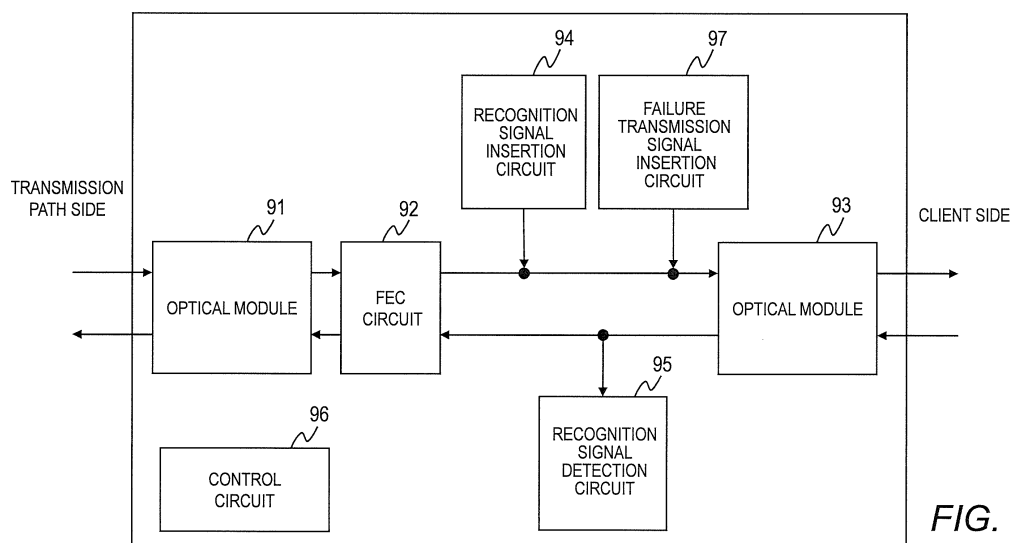 94
97
RECOGNITION
SIGNAL
INSERTION
CIRCUIT
FAILURE
TRANSMISSION
SIGNAL
INSERTION
CIRCUIT
TRANSMISSION
PATH SIDE
91
92
93
CLIENT SIDE
OPTICAL MODULE
FEC
CIRCUIT
OPTICAL MODULE
95
RECOGNITION
SIGNAL
DETECTION
CIRCUIT
96
CONTROL
CIRCUIT
FIG.